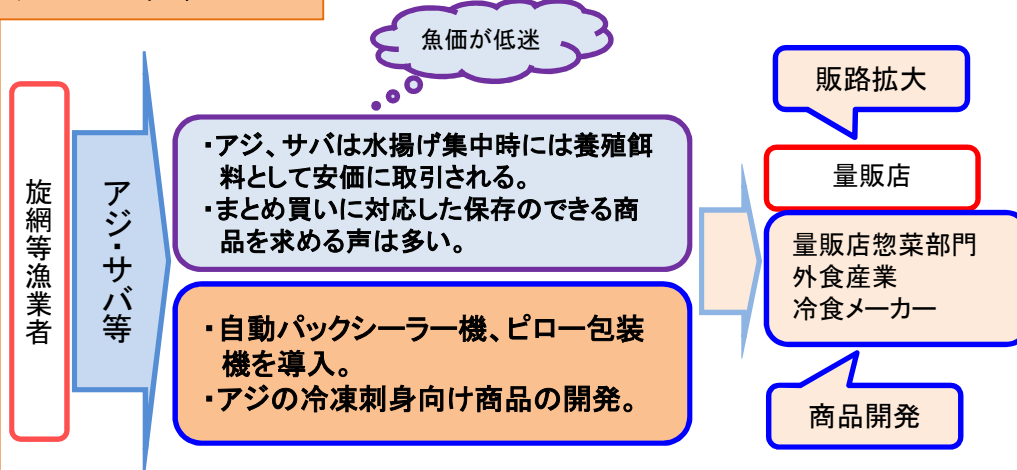 魚価が低迷
販路拡大
旋網等漁業者
アジ・サバ等
・アジ、サバは水揚げ集中時には養殖餌
料として安価に取引される。
・まとめ買いに対応した保存のできる商
品を求める声は多い。
・自動パックシーラー機、ピロー包装
機を導入。
・アジの冷凍刺身向け商品の開発。
量販店
量販店惣菜部門
外食産業
冷食メーカー
商品開発